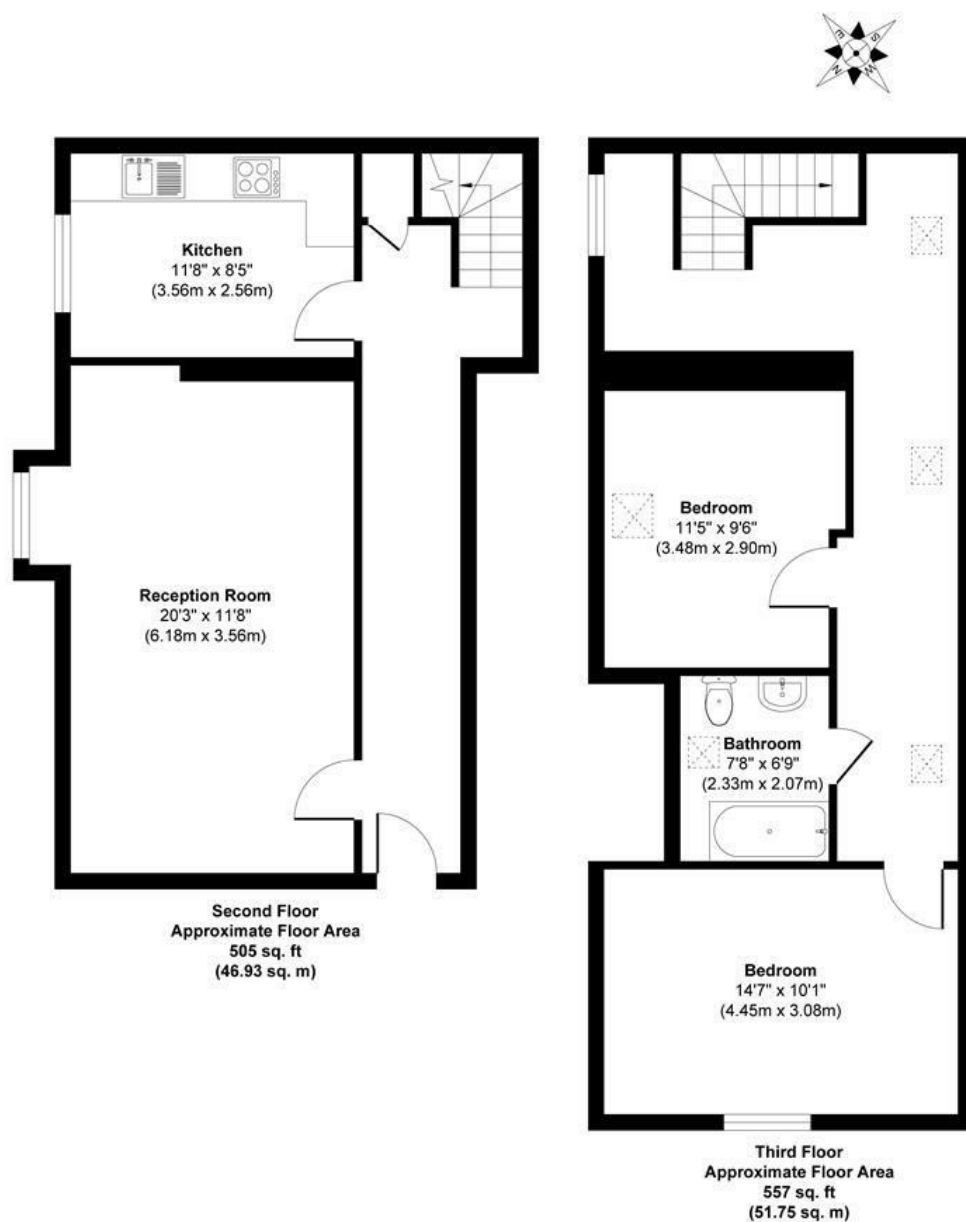 E
S
N
W
Kitchen
11'8" x 8'5"
(3.56m x 2.56m)
Reception Room
20'3" x 11'8"
(6.18m x 3.56m)
Second Floor
Approximate Floor Area
505 sq. ft
(46.93 sq. m)
Bedroom
11'5" x 9'6"
(3.48m x 2.90m)
Bathroom
7'8" x 6'9"
(2.33m x 2.07m)
Bedroom
14'7" x 10'1"
(4.45m x 3.08m)
Third Floor
Approximate Floor Area
557 sq. ft
(51.75 sq. m)